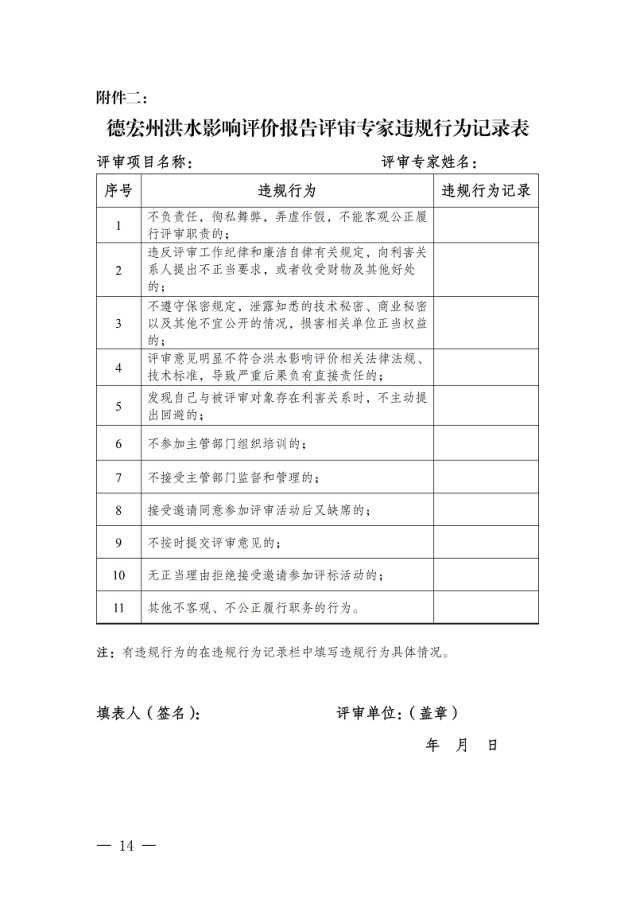 附件二：
德宏州洪水影响评价报告评审专家违规行为记录表
评审项目名称： 评审专家姓名：
序号 违规行为 违规行为记录
1 不负责任，徇私舞弊，弄虚作假，不能客观公正履
行评审职责的；
2 违反评审工作纪律和廉洁自律有关规定，向利害关
系人提出不正当要求，或者收受财物及其他好处
的；
3 不遵守保密规定，泄露知悉的技术秘密、商业秘密
以及其他不宜公开的情况，损害相关单位正当权益
的；
4 评审意见明显不符合洪水影响评价相关法律法规、
技术标准，导致严重后果负有直接责任的；
5 发现自己与被评审对象存在利害关系时，不主动提
出回避的；
6 不参加主管部门组织培训的；
7 不接受主管部门监督和管理的；
8 接受邀请同意参加评审活动后又缺席的；
9 不按时提交评审意见的；
10 无正当理由拒绝接受邀请参加评标活动的；
11 其他不客观、不公正履行职务的行为。
注：有违规行为的在违规行为记录栏中填写违规行为具体情况。
填表人（签名）： 评审单位：（盖章）
年 月 日
— 14 —